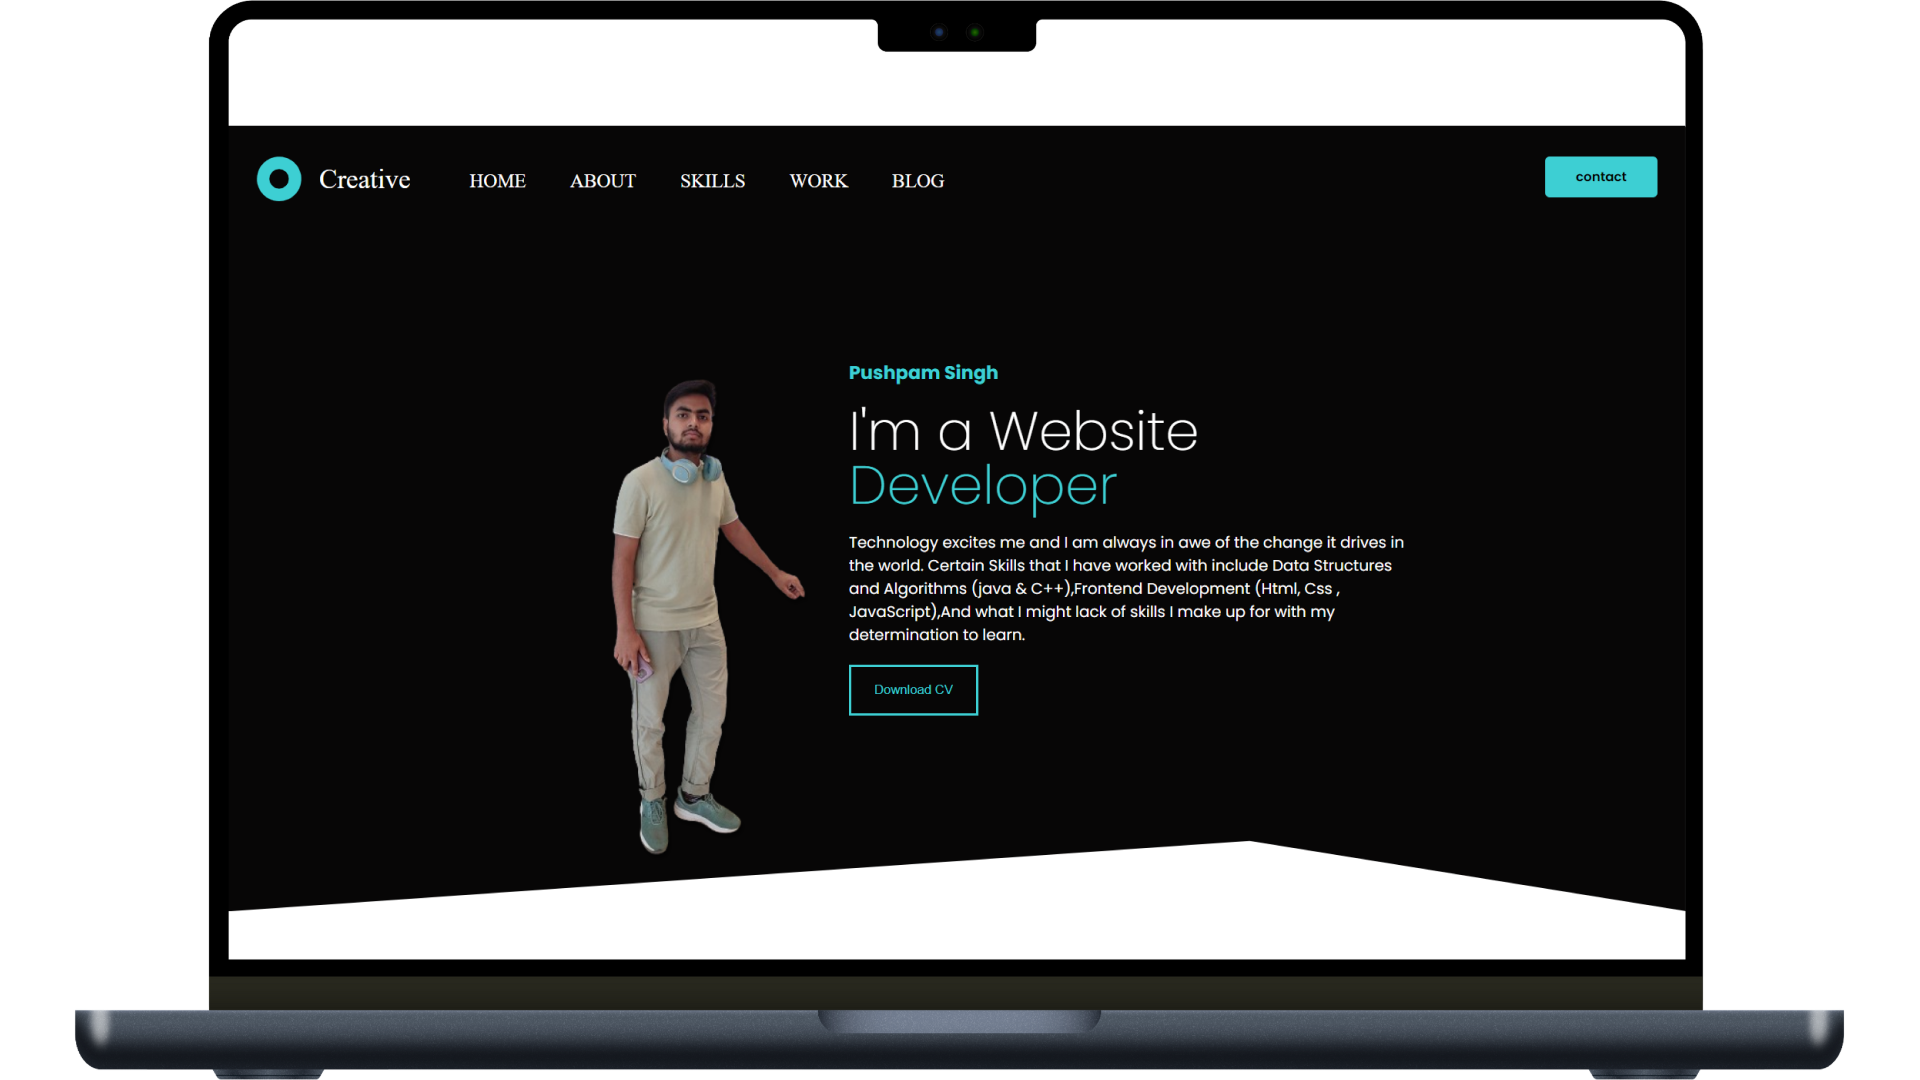 Creative HOME ABOUT SKILLS WORK BLOG contact
Pushpam Singh
I'm a Website
Developer
Technology excites me and I am always in awe of the change it drives in
the world. Certain Skills that I have worked with include Data Structures
and Algorithms (java & C++),Frontend Development (Html, Css ,
JavaScript),And what I might lack of skills I make up for with my
determination to learn.
Download CV